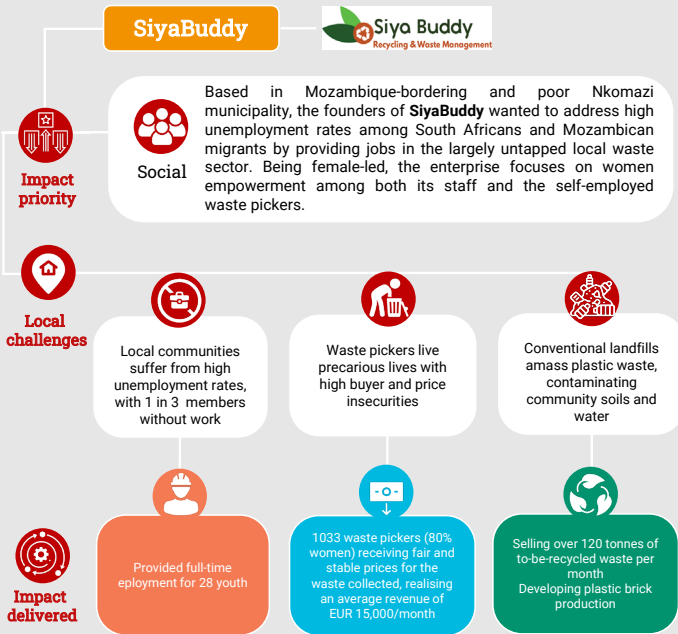 SiyaBuddy
Siya Buddy
Recycling & Waste Management
Impact
priority
Social
Based in Mozambique-bordering and poor Nkomazi
municipality, the founders of SiyaBuddy wanted to address high
unemployment rates among South Africans and Mozambican
migrants by providing jobs in the largely untapped local waste
sector. Being female-led, the enterprise focuses on women
empowerment among both its staff and the self-employed
waste pickers.
Local
challenges
Local communities
suffer from high
unemployment rates,
with 1 in 3 members
without work
Waste pickers live
precarious lives with
high buyer and price
insecurities
Conventional landfills
amass plastic waste,
contaminating
community soils and
water
Impact
delivered
Provided full-time
eployment for 28 youth
1033 waste pickers (80%
women) receiving fair and
stable prices for the
waste collected, realising
an average revenue of
EUR 15,000/month
Selling over 120 tonnes of
to-be-recycled waste per
month
Developing plastic brick
production